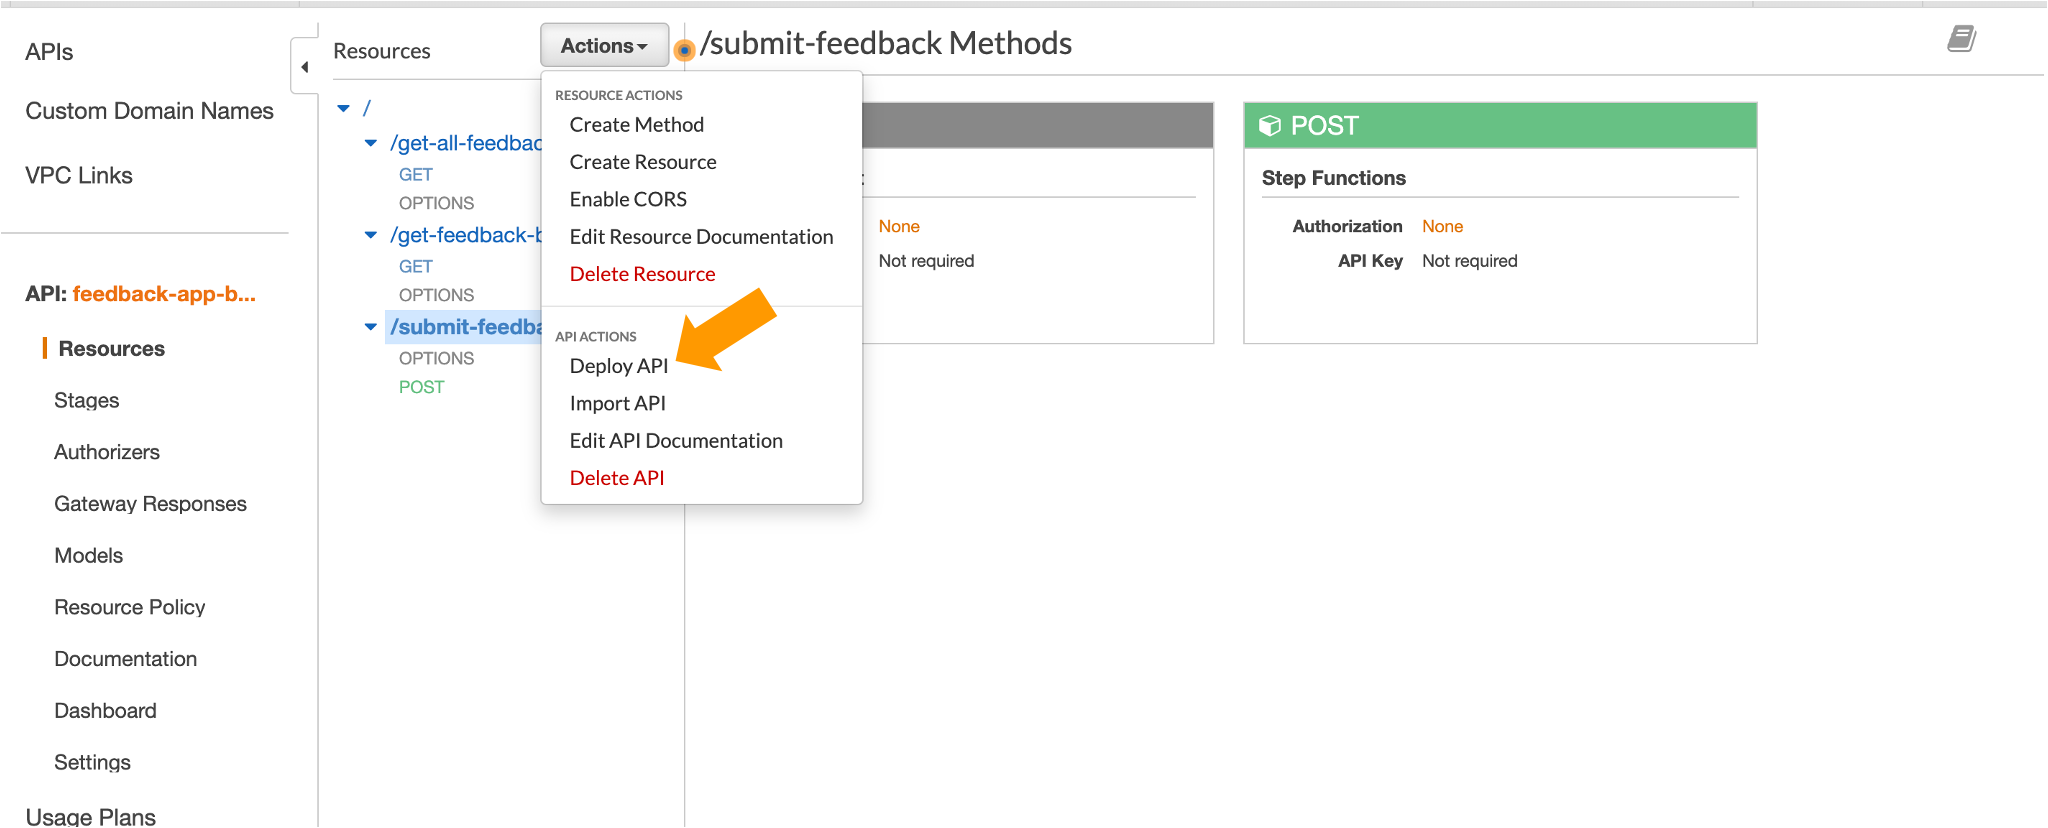 APIs
Custom Domain Names
VPC Links
API: feedback-app-b...
Resources
Stages
Authorizers
Gateway Responses
Models
Resource Policy
Documentation
Dashboard
Settings
Usage Plans
Resources
Actions
/
/get-all-feedbac
GET
OPTIONS
/get-feedback-b
GET
OPTIONS
/submit-feedba
OPTIONS
POST
RESOURCE ACTIONS
Create Method
Create Resource
Enable CORS
Edit Resource Documentation
Delete Resource
API ACTIONS
Deploy API
Import API
Edit API Documentation
Delete API
/submit-feedback Methods
None
Not required
POST
Step Functions
Authorization None
API Key Not required